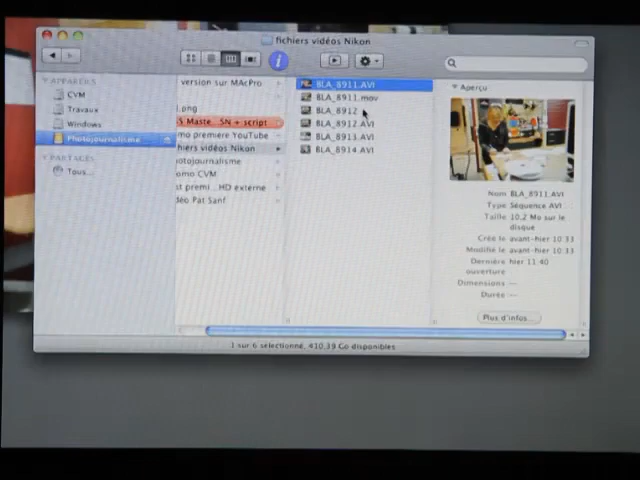 fichiers vidéos Nikon
APPAREILS
CVM
Travaux
Windows
Photojournalisme
PARTAGÉS
Tous...
version sur MAcPro
.png
S Maste...SN + script
mo premiere YouTube
hiers vidéos Nikon
otojournalisme
omo CVM
st premi ...HD externe
déo Pat Sanf
BLA_8911.AVI
BLA_8911.mov
BLA_8912
BLA_8912.AVI
BLA_8913.AVI
BLA_8914.AVI
Aperçu
Nom BLA_8911.AVI
Type Séquence AVI
Taille 10,2 Mo sur le
disque
Créé le avant-hier 10:33
Modifié le avant-hier 10:33
Dernière hier 11:40
ouverture
Dimensions --
Durée --
Plus d'infos...
1 sur 6 sélectionné, 410,39 Go disponibles